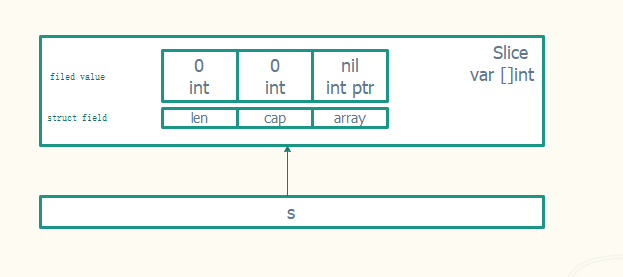 Slice
var []int
filed value
0
int
0
int
nil
int ptr
struct field
len
cap
array
s